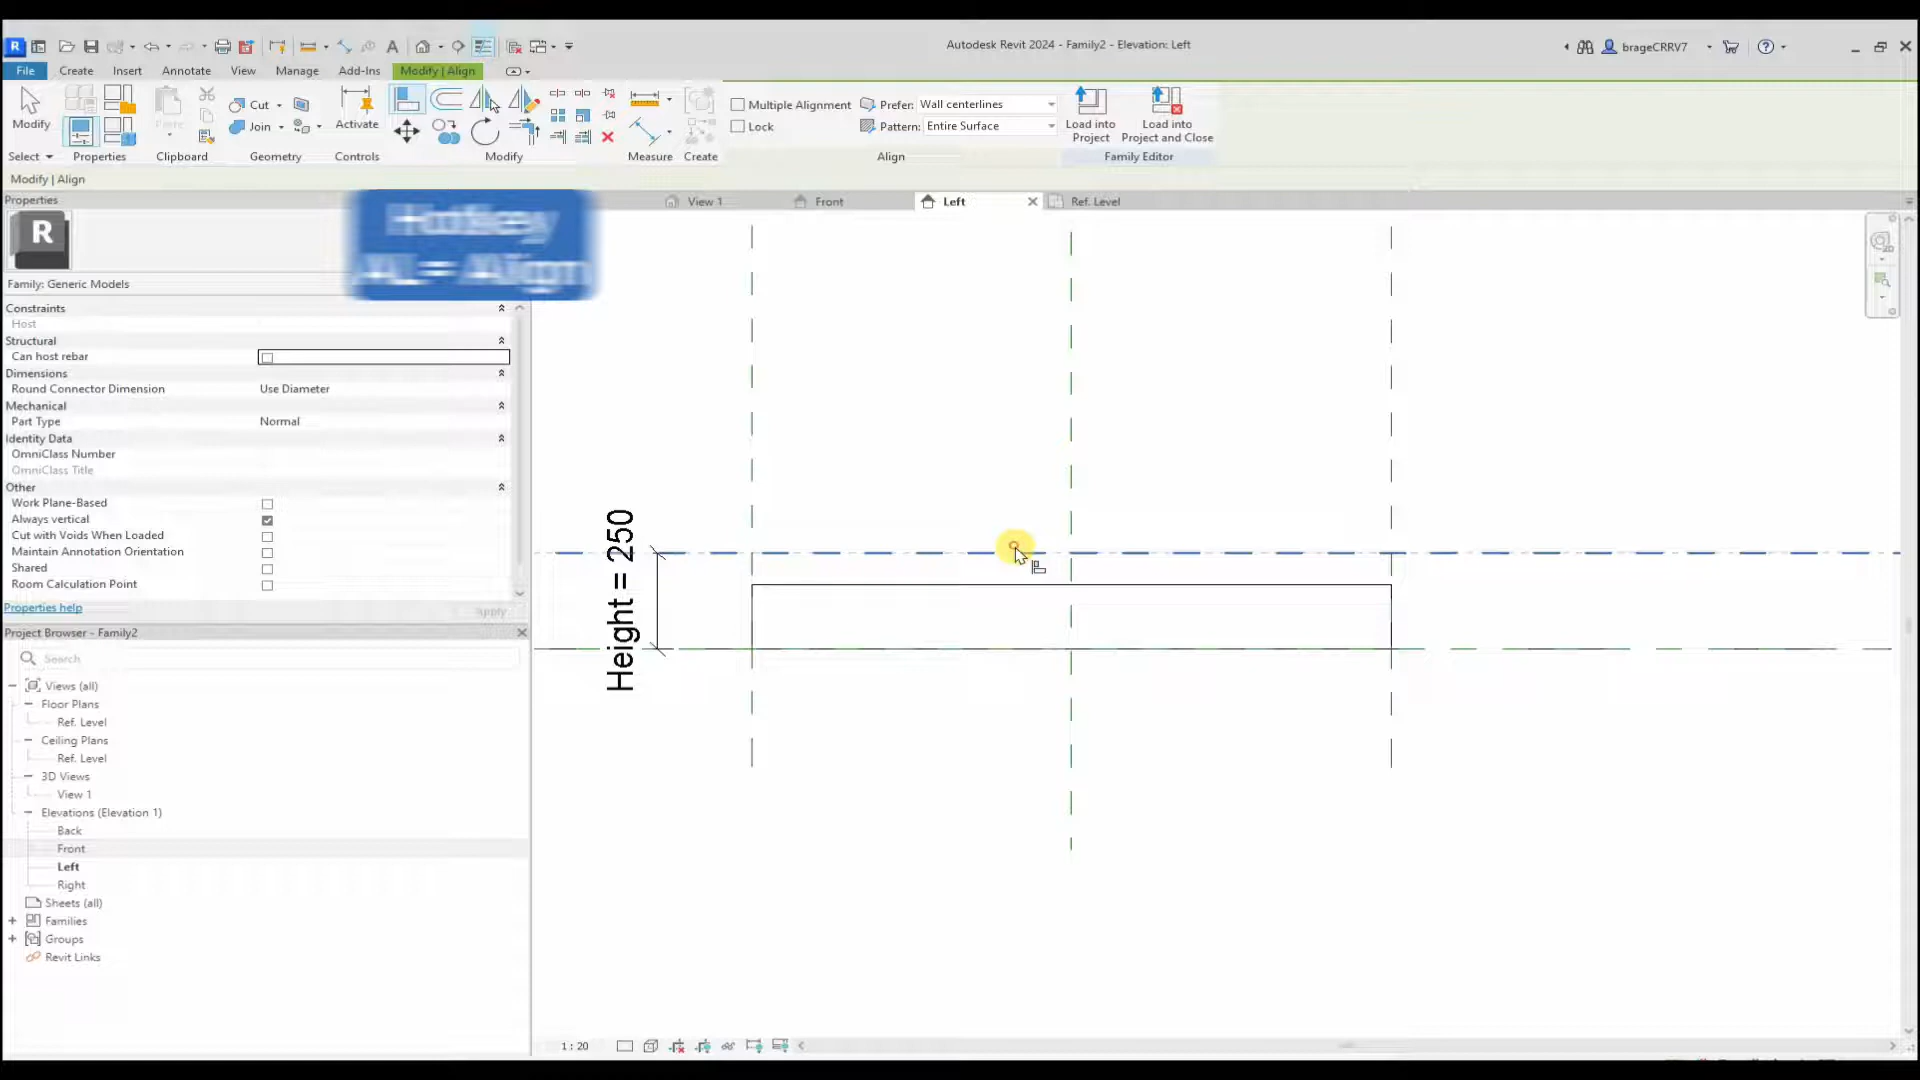 Autodesk Revit 2024 - Family2 - Elevation: Left
brageCRRV7
File Create Insert Annotate View Manage Add-Ins Modify | Align
Modify
Cut
Join
Activate
Multiple Alignment
Lock
Prefer: Wall centerlines
Pattern: Entire Surface
Load into Project
Load into Project and Close
Select Properties Clipboard Geometry Controls Modify Measure Create Align Family Editor
Modify | Align
Properties
Hotkey
AL = Align
View 1
Front
Left
Ref. Level
R
Family: Generic Models
Constraints
Host
Structural
Can host rebar
Dimensions
Round Connector Dimension Use Diameter
Mechanical
Part Type Normal
Identity Data
OmniClass Number
OmniClass Title
Other
Work Plane-Based
Always vertical
Cut with Voids When Loaded
Maintain Annotation Orientation
Shared
Room Calculation Point
Properties help Apply
Height = 250
Project Browser - Family2
Search
Views (all)
Floor Plans
Ref. Level
Ceiling Plans
Ref. Level
3D Views
View 1
Elevations (Elevation 1)
Back
Front
Left
Right
Sheets (all)
Families
Groups
Revit Links
1 : 20